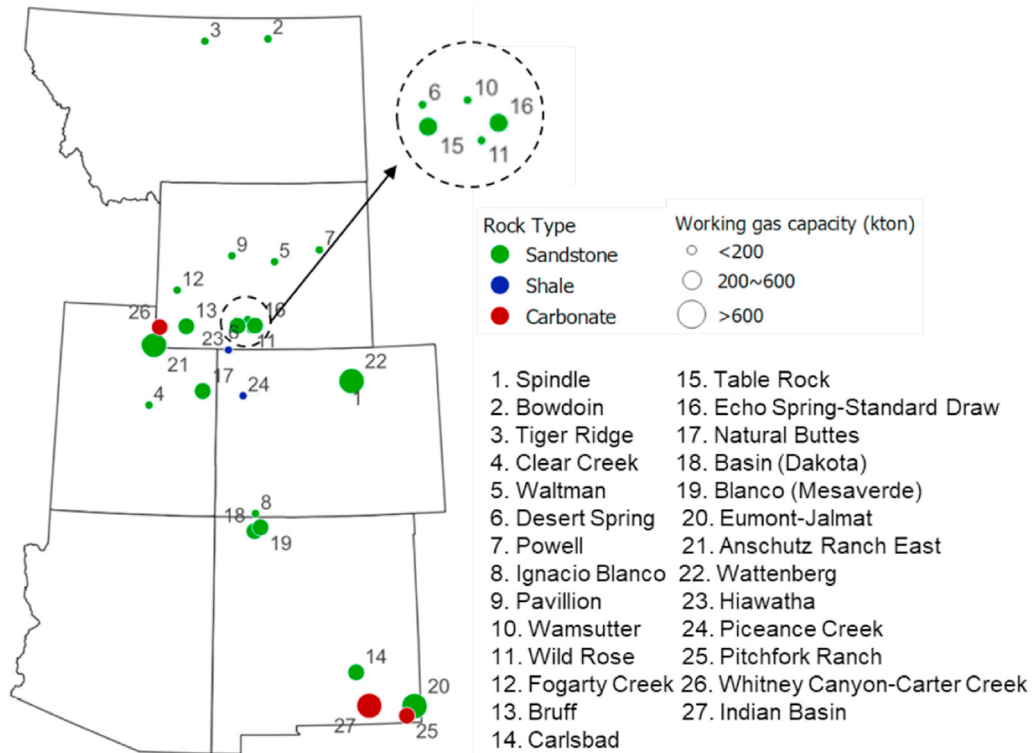 3
2
6
10
16
15
11
9
5
7
12
26
13
16
6
11
23
21
17
24
22
4
1
8
18
19
14
20
27
25
Rock Type
Sandstone
Shale
Carbonate
Working gas capacity (kton)
<200
200~600
>600
1. Spindle
2. Bowdoin
3. Tiger Ridge
4. Clear Creek
5. Waltman
6. Desert Spring
7. Powell
8. Ignacio Blanco
9. Pavillion
10. Wamsutter
11. Wild Rose
12. Fogarty Creek
13. Bruff
14. Carlsbad
15. Table Rock
16. Echo Spring-Standard Draw
17. Natural Buttes
18. Basin (Dakota)
19. Blanco (Mesaverde)
20. Eumont-Jalmat
21. Anschutz Ranch East
22. Wattenberg
23. Hiawatha
24. Piceance Creek
25. Pitchfork Ranch
26. Whitney Canyon-Carter Creek
27. Indian Basin